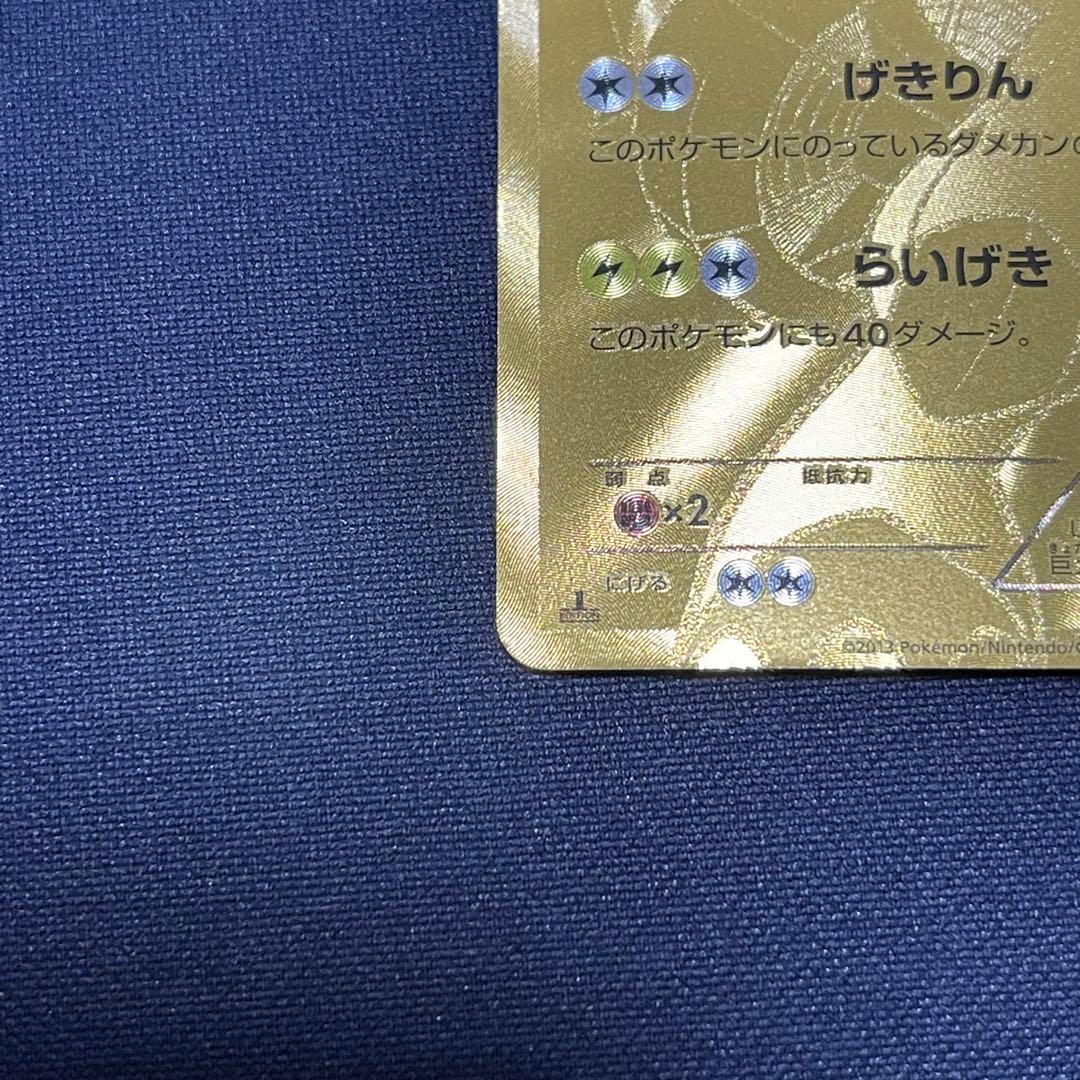 げきりん
このポケモンにのっているダメカンの
らいげき
このポケモンにも40ダメージ。
弱点 抵抗力
×2
にげる
1
EDITION
©2013 Pokémon/Nintendo/C